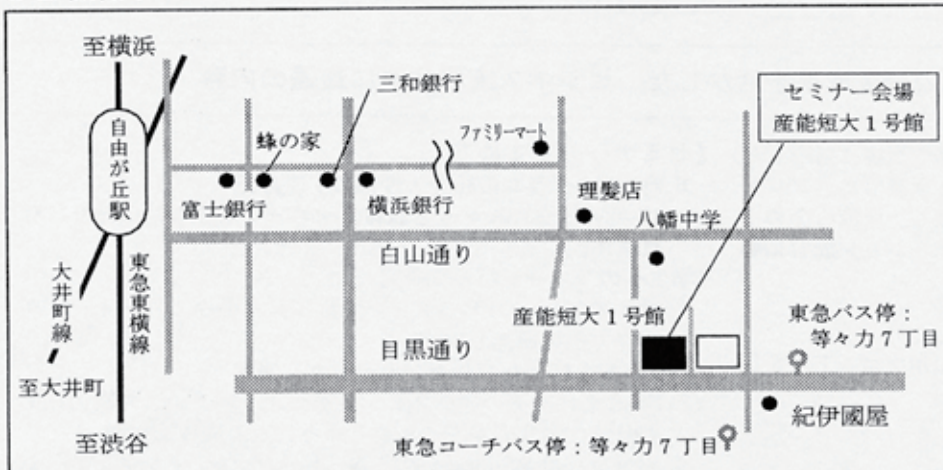 至横浜
自由が丘駅
大井町線
東急東横線
至大井町
至渋谷
三和銀行
蜂の家
富士銀行
横浜銀行
ファミリーマート
理髪店
八幡中学
白山通り
セミナー会場
産能短大1号館
産能短大1号館
目黒通り
東急バス停:
等々力7丁目
紀伊國屋
東急コーチバス停:等々力7丁目